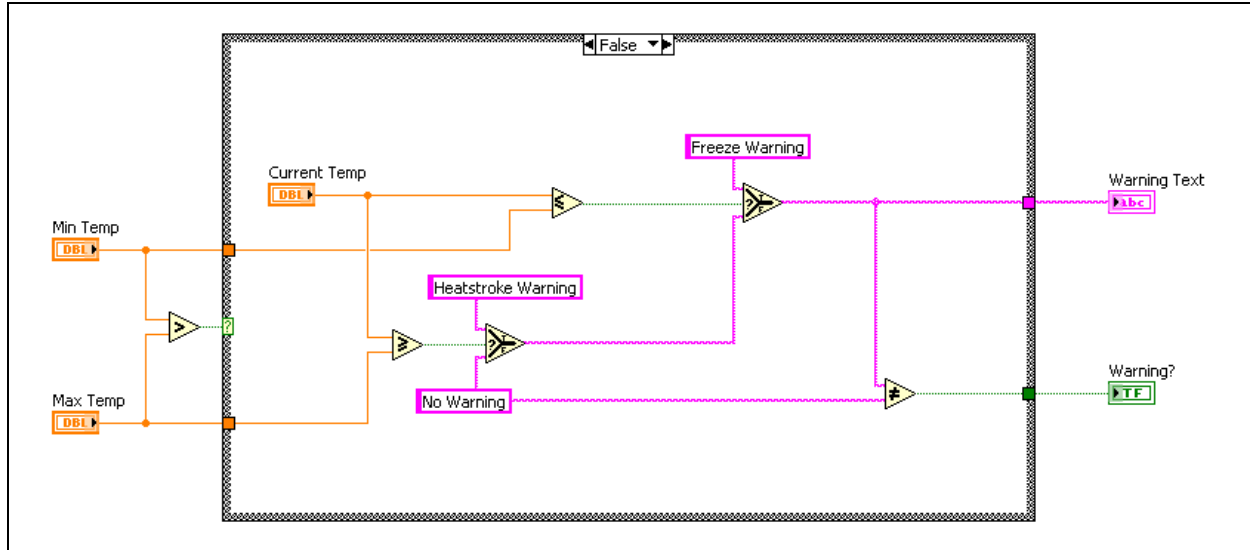 False
Freeze Warning
Current Temp
DBL
Warning Text
abc
Min Temp
DBL
Heatstroke Warning
No Warning
Max Temp
DBL
Warning?
TF